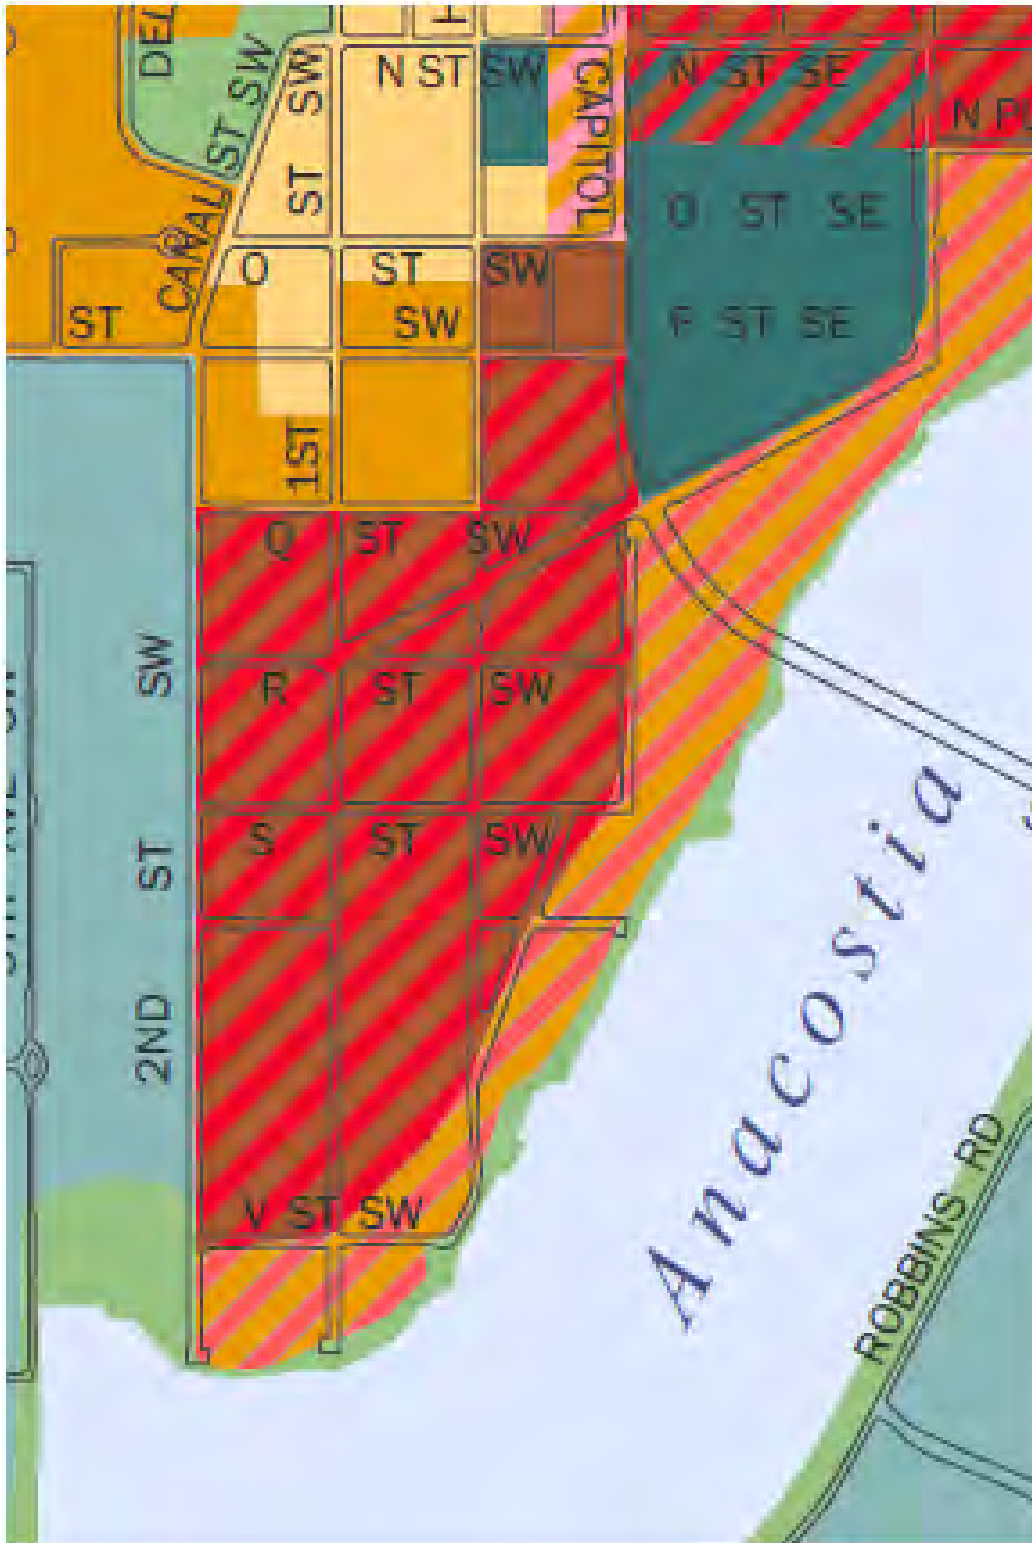 DEL
ST SW
ST SW
N ST SW
CAPITOL
N ST SE
N
CANAL
O ST SW
O ST SE
ST
SW
P ST SE
1ST
Q ST SW
R ST SW
S ST SW
2ND ST SW
V ST SW
Anacostia
ROBBINS RD